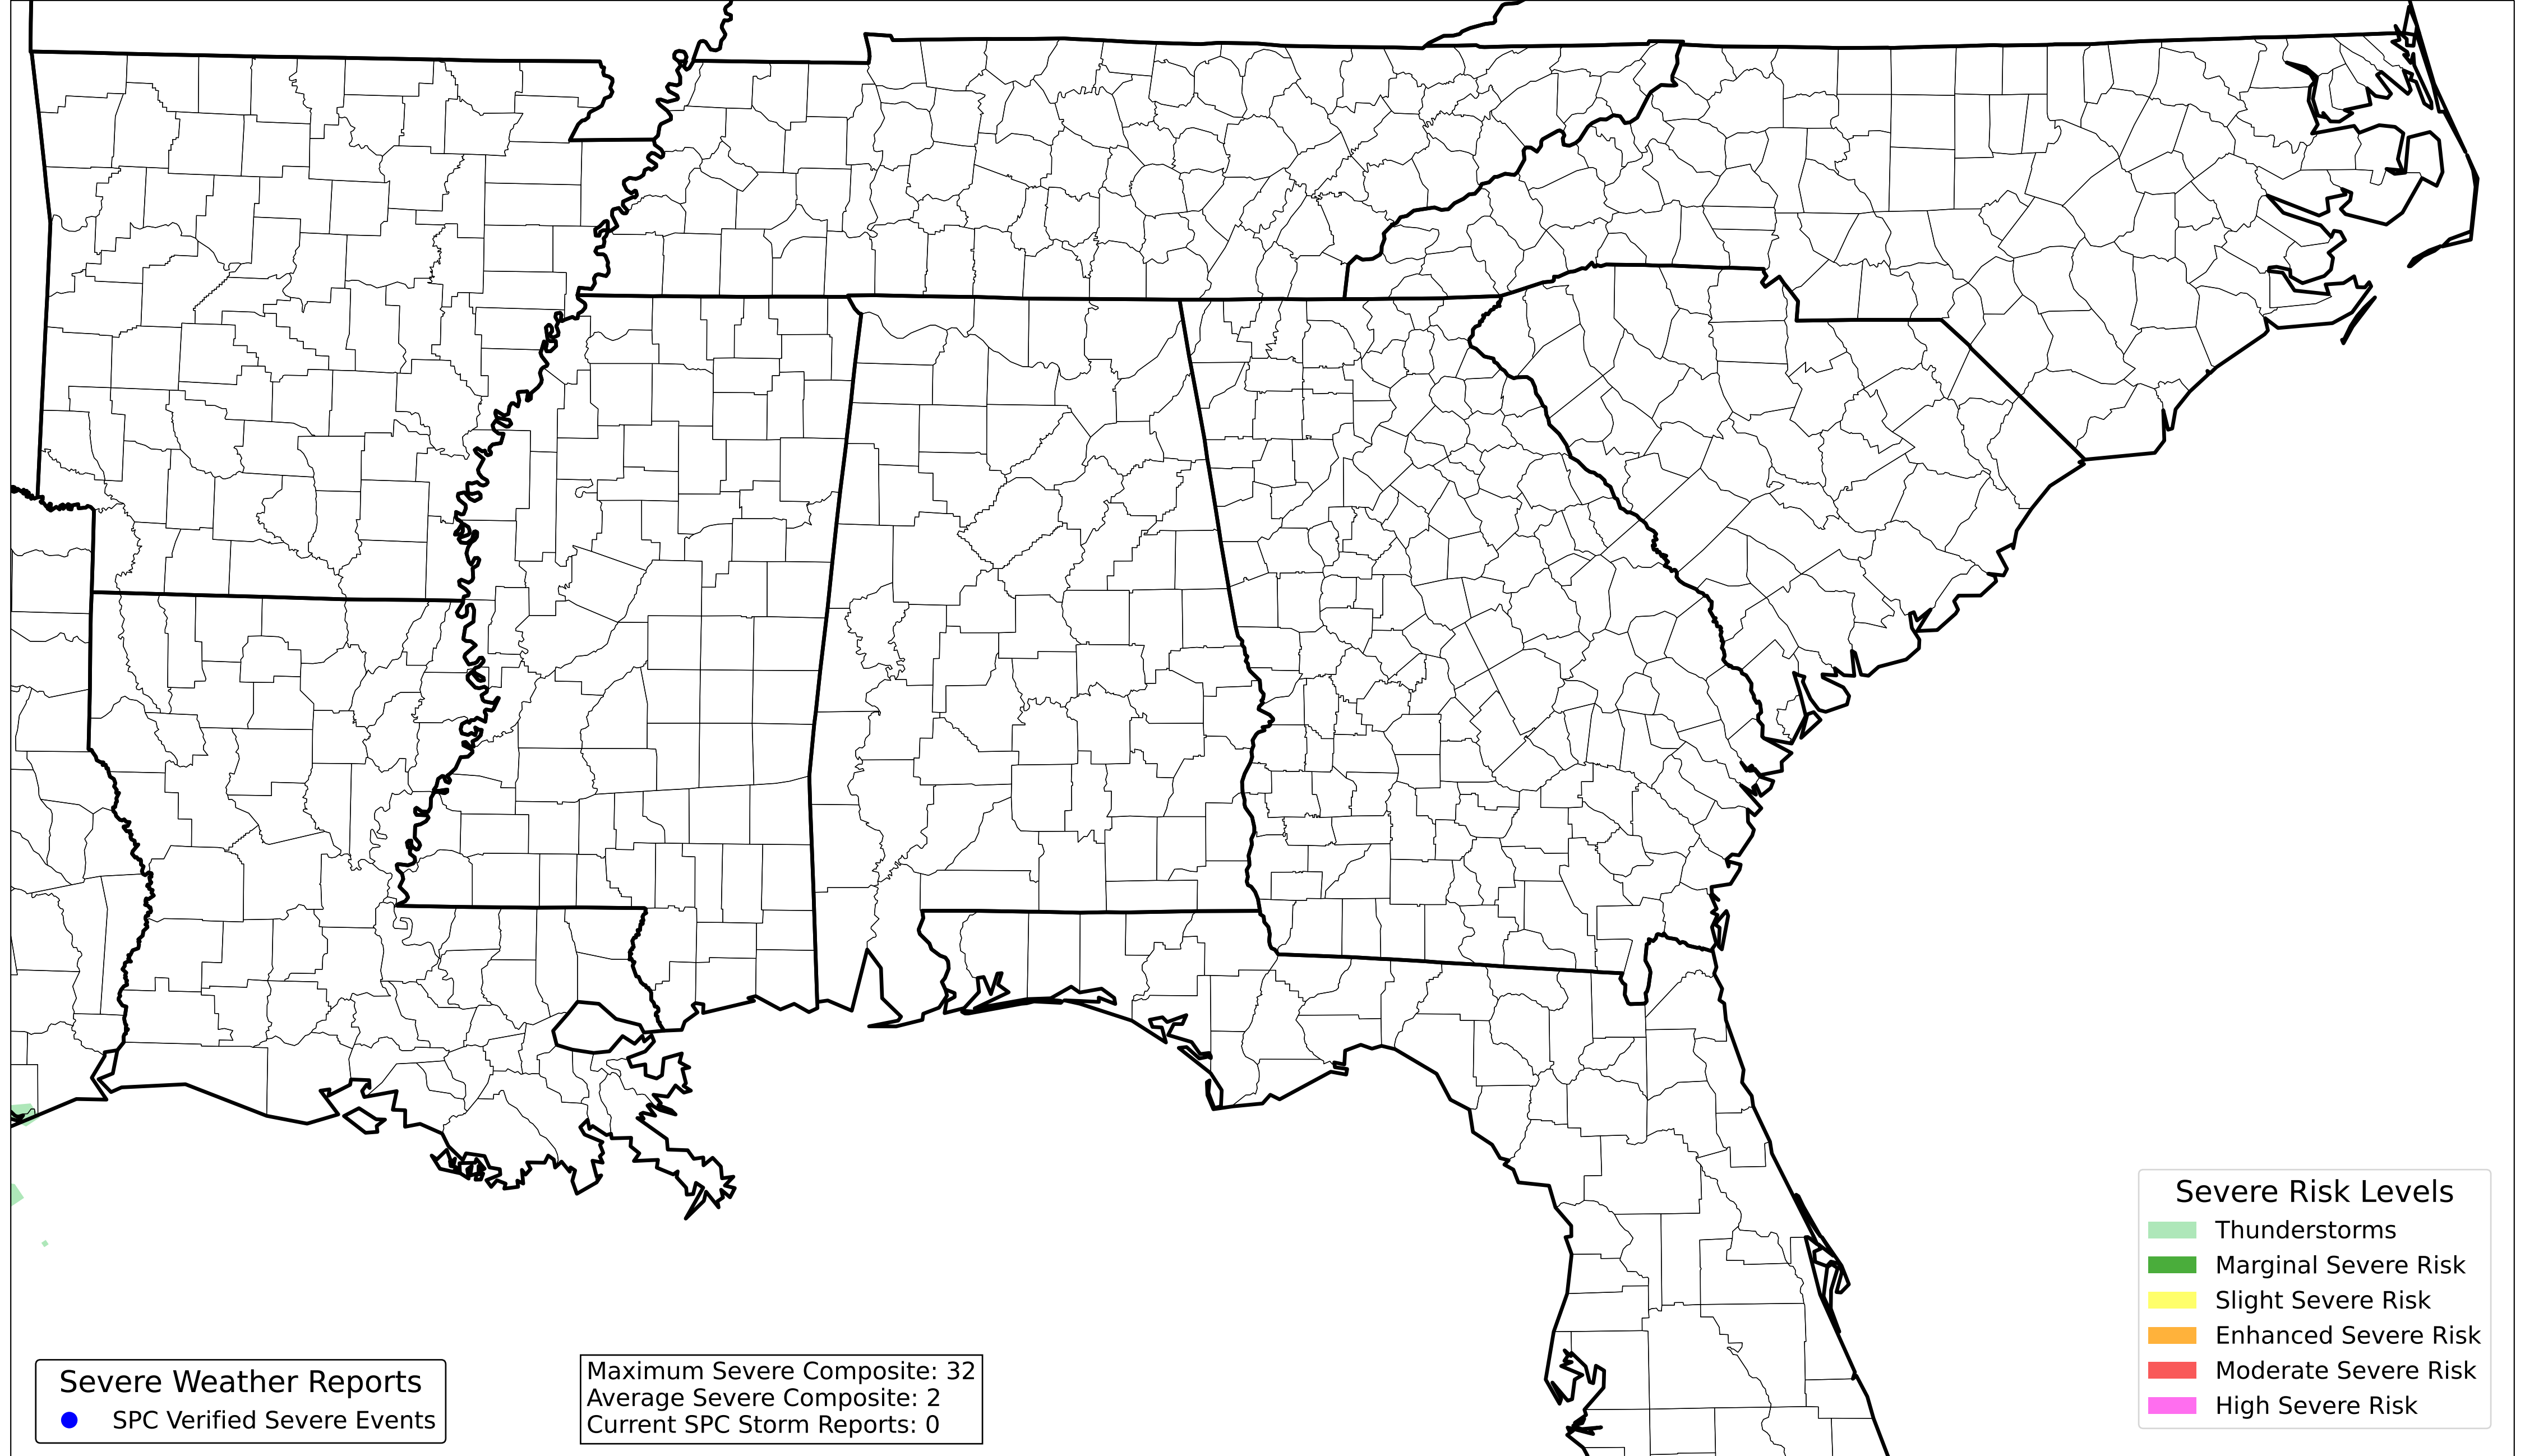 Severe Risk Levels
Thunderstorms
Marginal Severe Risk
Slight Severe Risk
Enhanced Severe Risk
Moderate Severe Risk
High Severe Risk
Severe Weather Reports
SPC Verified Severe Events
Maximum Severe Composite: 32
Average Severe Composite: 2
Current SPC Storm Reports: 0